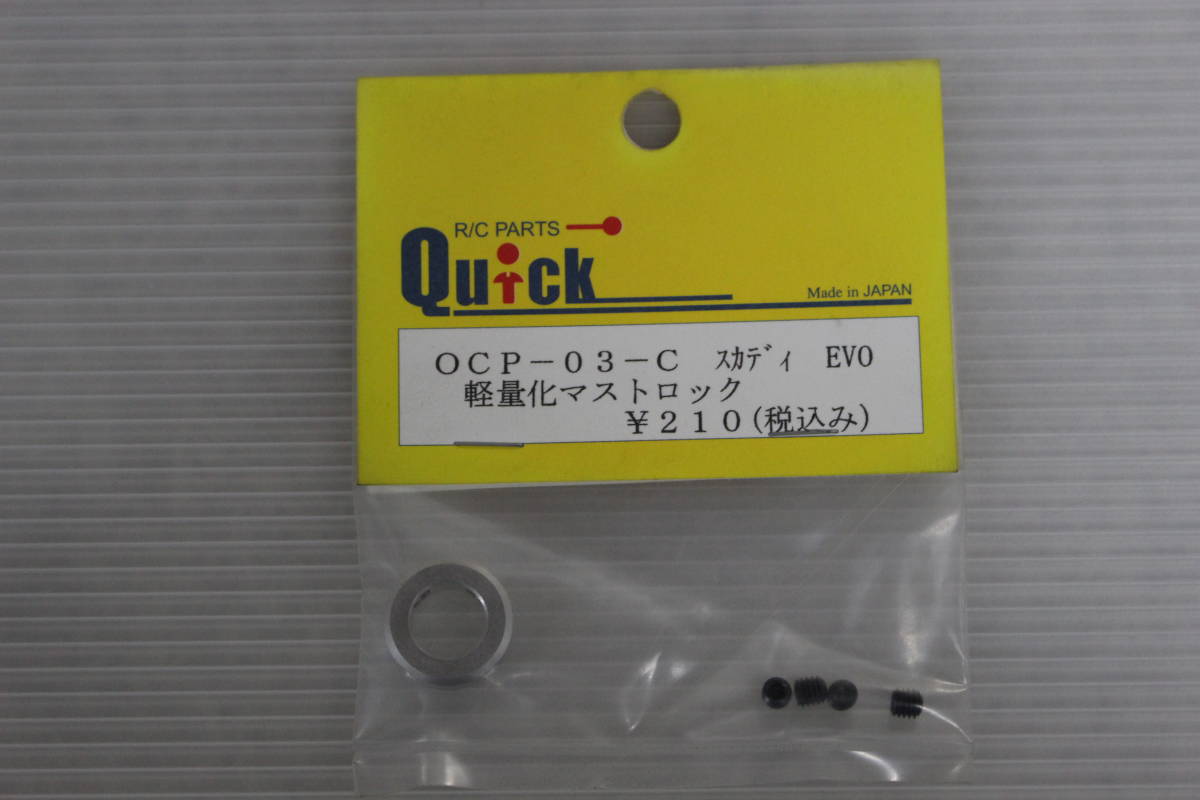 R/C PARTS
Quick
Made in JAPAN
ＯＣＰ－０３－Ｃ ｽｶﾃﾞｨ EVO
軽量化マストロック
￥２１０(税込み)